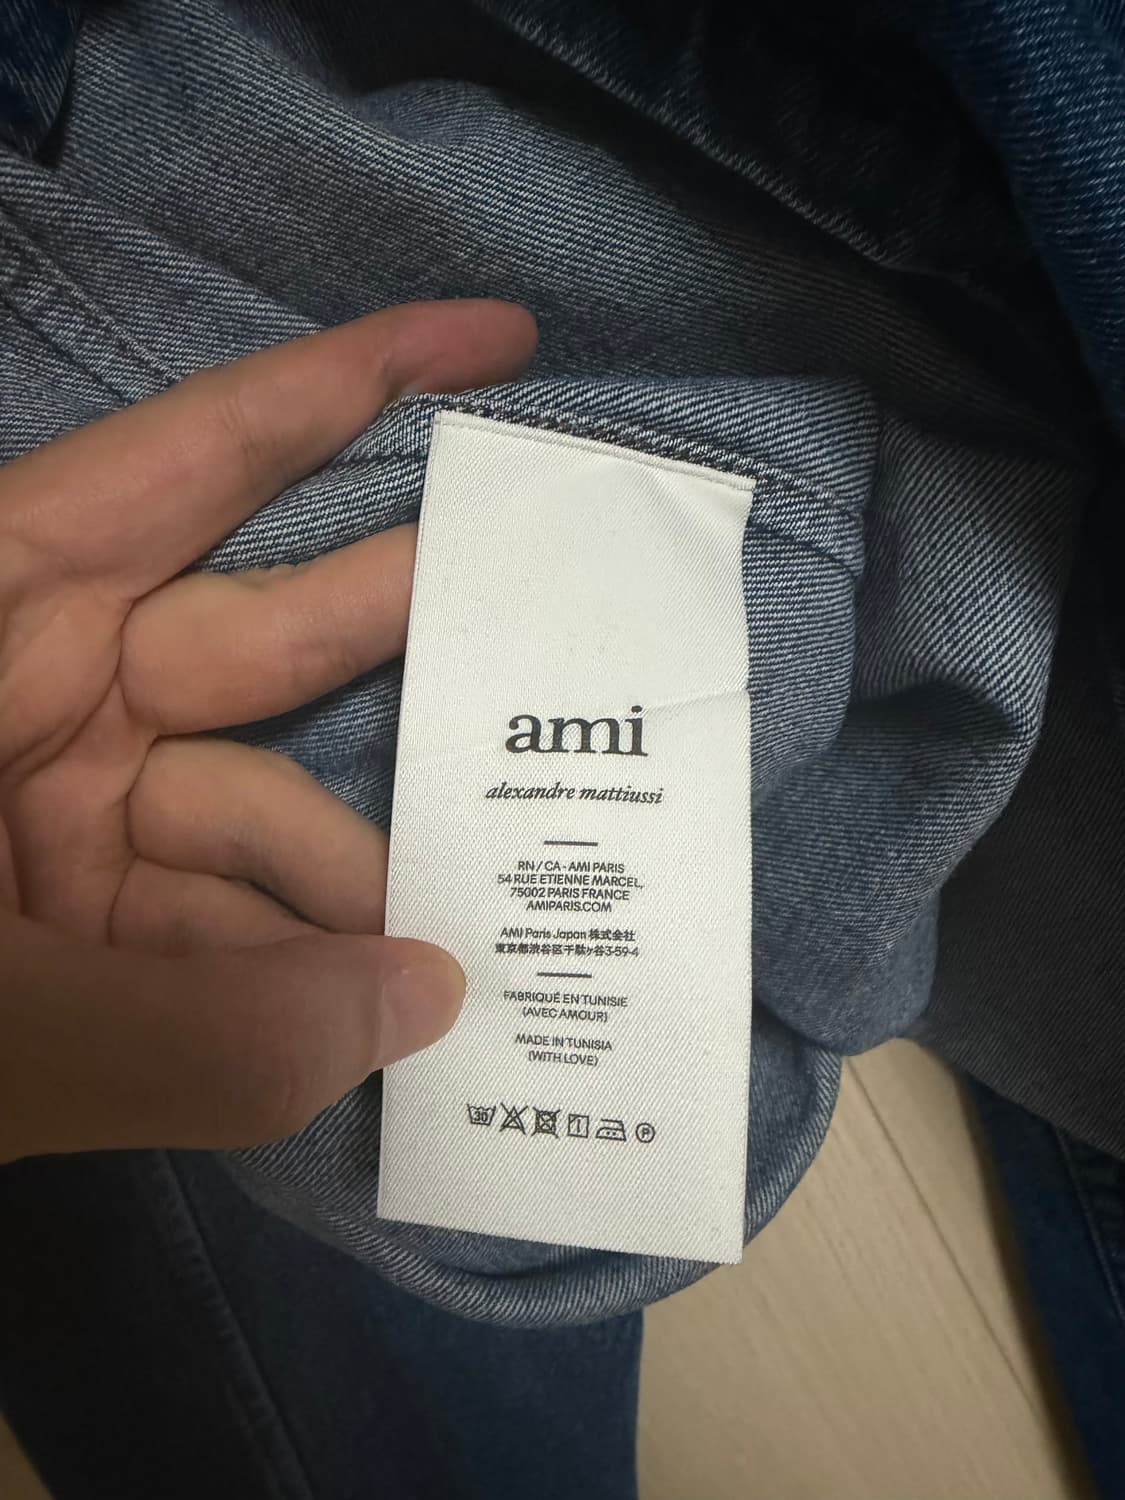 ami
alexandre mattiussi
RN / CA - AMI PARIS
54 RUE ETIENNE MARCEL,
75002 PARIS FRANCE
AMIPARIS.COM
AMI Paris Japan 株式会社
東京都渋谷区千駄ヶ谷3-59-4
FABRIQUÉ EN TUNISIE
(AVEC AMOUR)
MADE IN TUNISIA
(WITH LOVE)
30 P